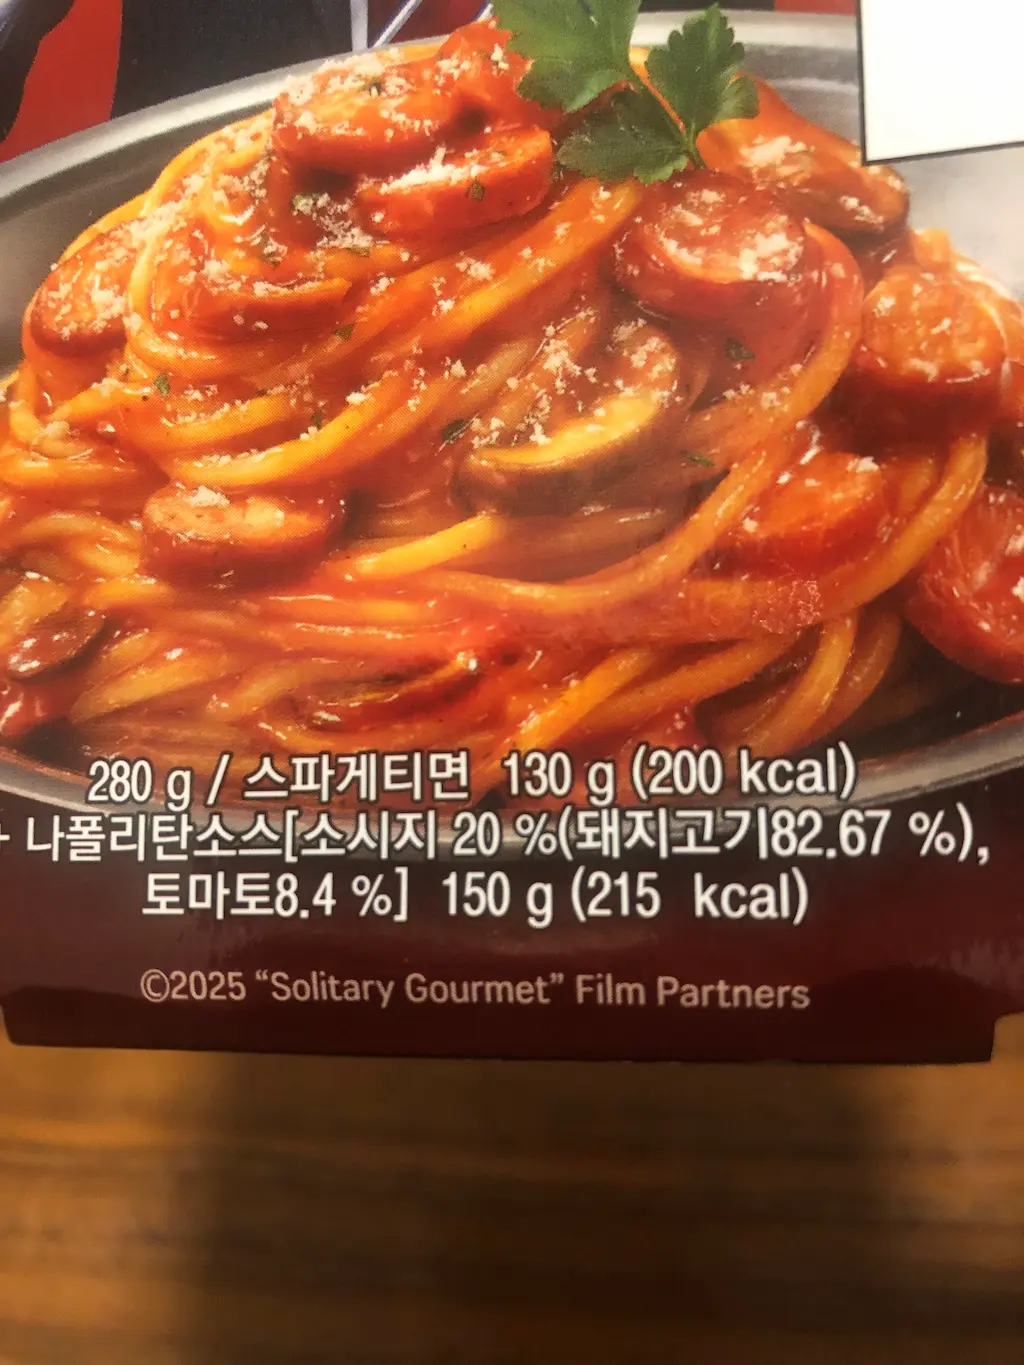 280 g / 스파게티면 130 g (200 kcal)
+ 나폴리탄소스[소시지 20 %(돼지고기82.67 %),
토마토8.4 %] 150 g (215 kcal)
©2025 “Solitary Gourmet” Film Partners